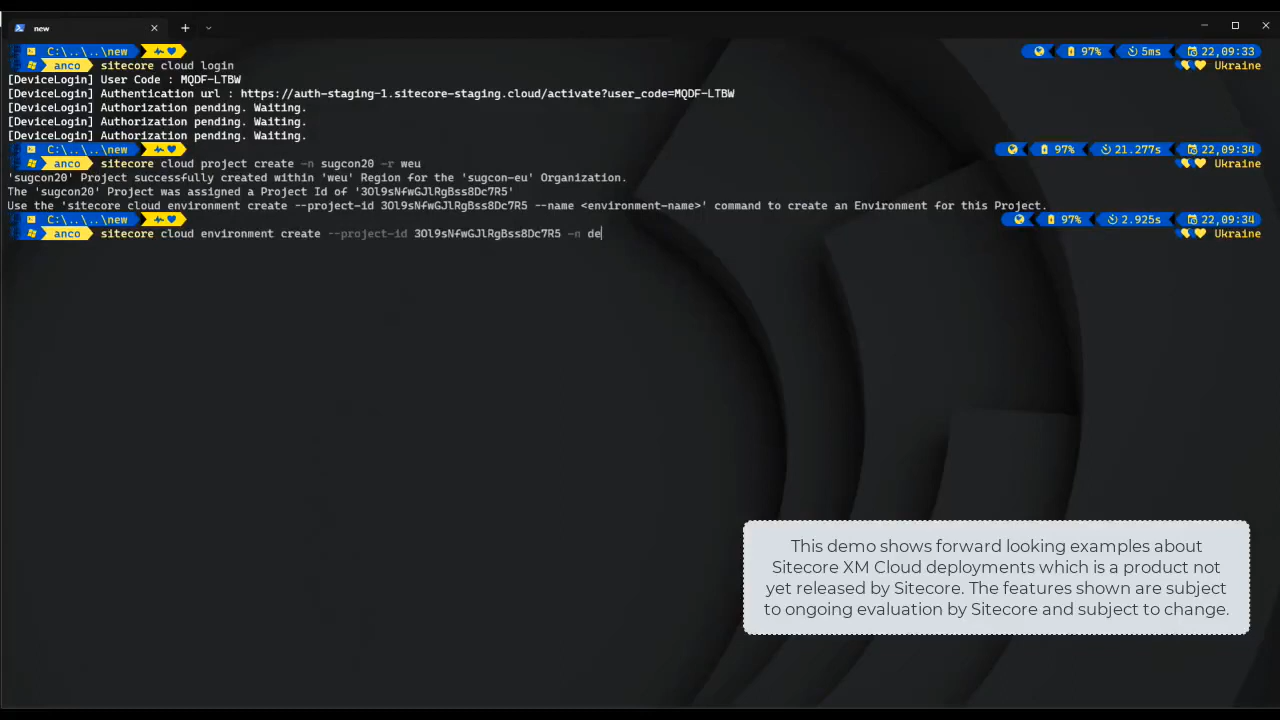 new
C:\..\..\new
97%
5ms
22,09:33
anco sitecore cloud login
Ukraine
[DeviceLogin] User Code : MQDF-LTBW
[DeviceLogin] Authentication url : https://auth-staging-1.sitecore-staging.cloud/activate?user_code=MQDF-LTBW
[DeviceLogin] Authorization pending. Waiting.
[DeviceLogin] Authorization pending. Waiting.
[DeviceLogin] Authorization pending. Waiting.
C:\..\..\new
97%
21.277s
22,09:34
anco sitecore cloud project create -n sugcon20 -r weu
Ukraine
'sugcon20' Project successfully created within 'weu' Region for the 'sugcon-eu' Organization.
The 'sugcon20' Project was assigned a Project Id of '3Ol9sNfwGJlRgBss8Dc7R5'
Use the 'sitecore cloud environment create --project-id 3Ol9sNfwGJlRgBss8Dc7R5 --name <environment-name>' command to create an Environment for this Project.
C:\..\..\new
97%
2.925s
22,09:34
anco sitecore cloud environment create --project-id 3Ol9sNfwGJlRgBss8Dc7R5 -n de
Ukraine
This demo shows forward looking examples about
Sitecore XM Cloud deployments which is a product not
yet released by Sitecore. The features shown are subject
to ongoing evaluation by Sitecore and subject to change.